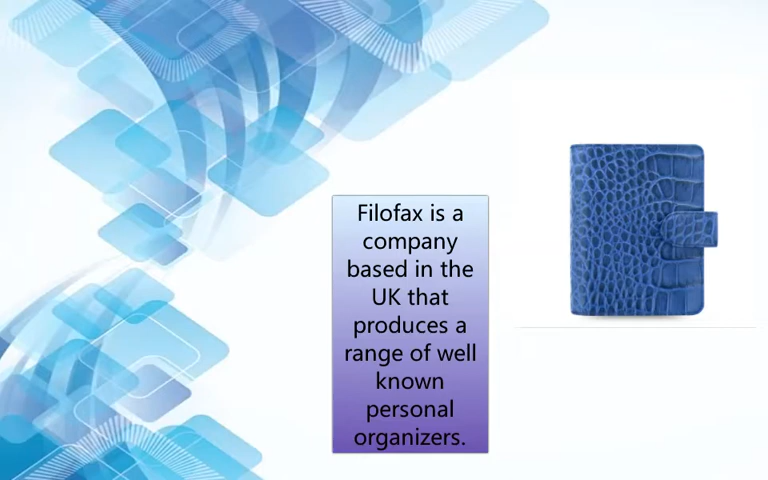 Filofax is a
company
based in the
UK that
produces a
range of well
known
personal
organizers.